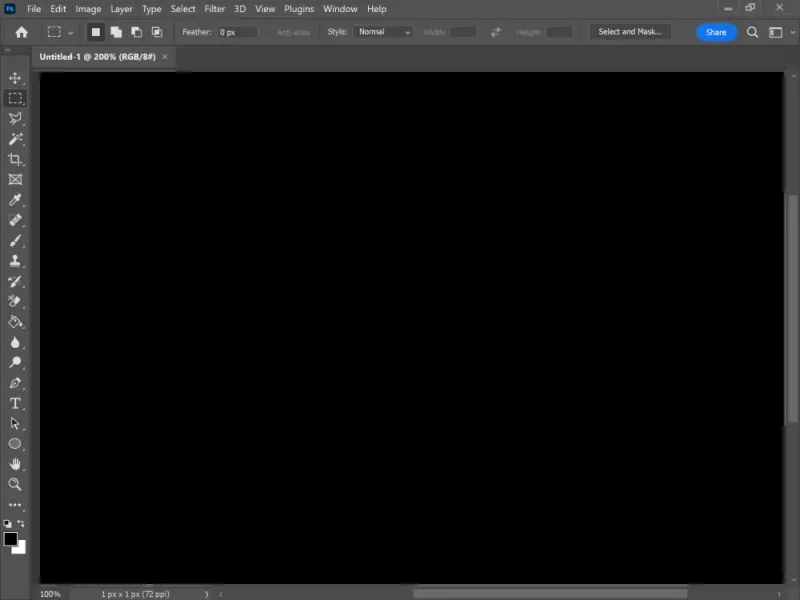 Ps File Edit Image Layer Type Select Filter 3D View Plugins Window Help
Feather: 0 px Anti-alias Style: Normal Width: Height: Select and Mask... Share
Untitled-1 @ 200% (RGB/8#) ×
T
100% 1 px x 1 px (72 ppi)